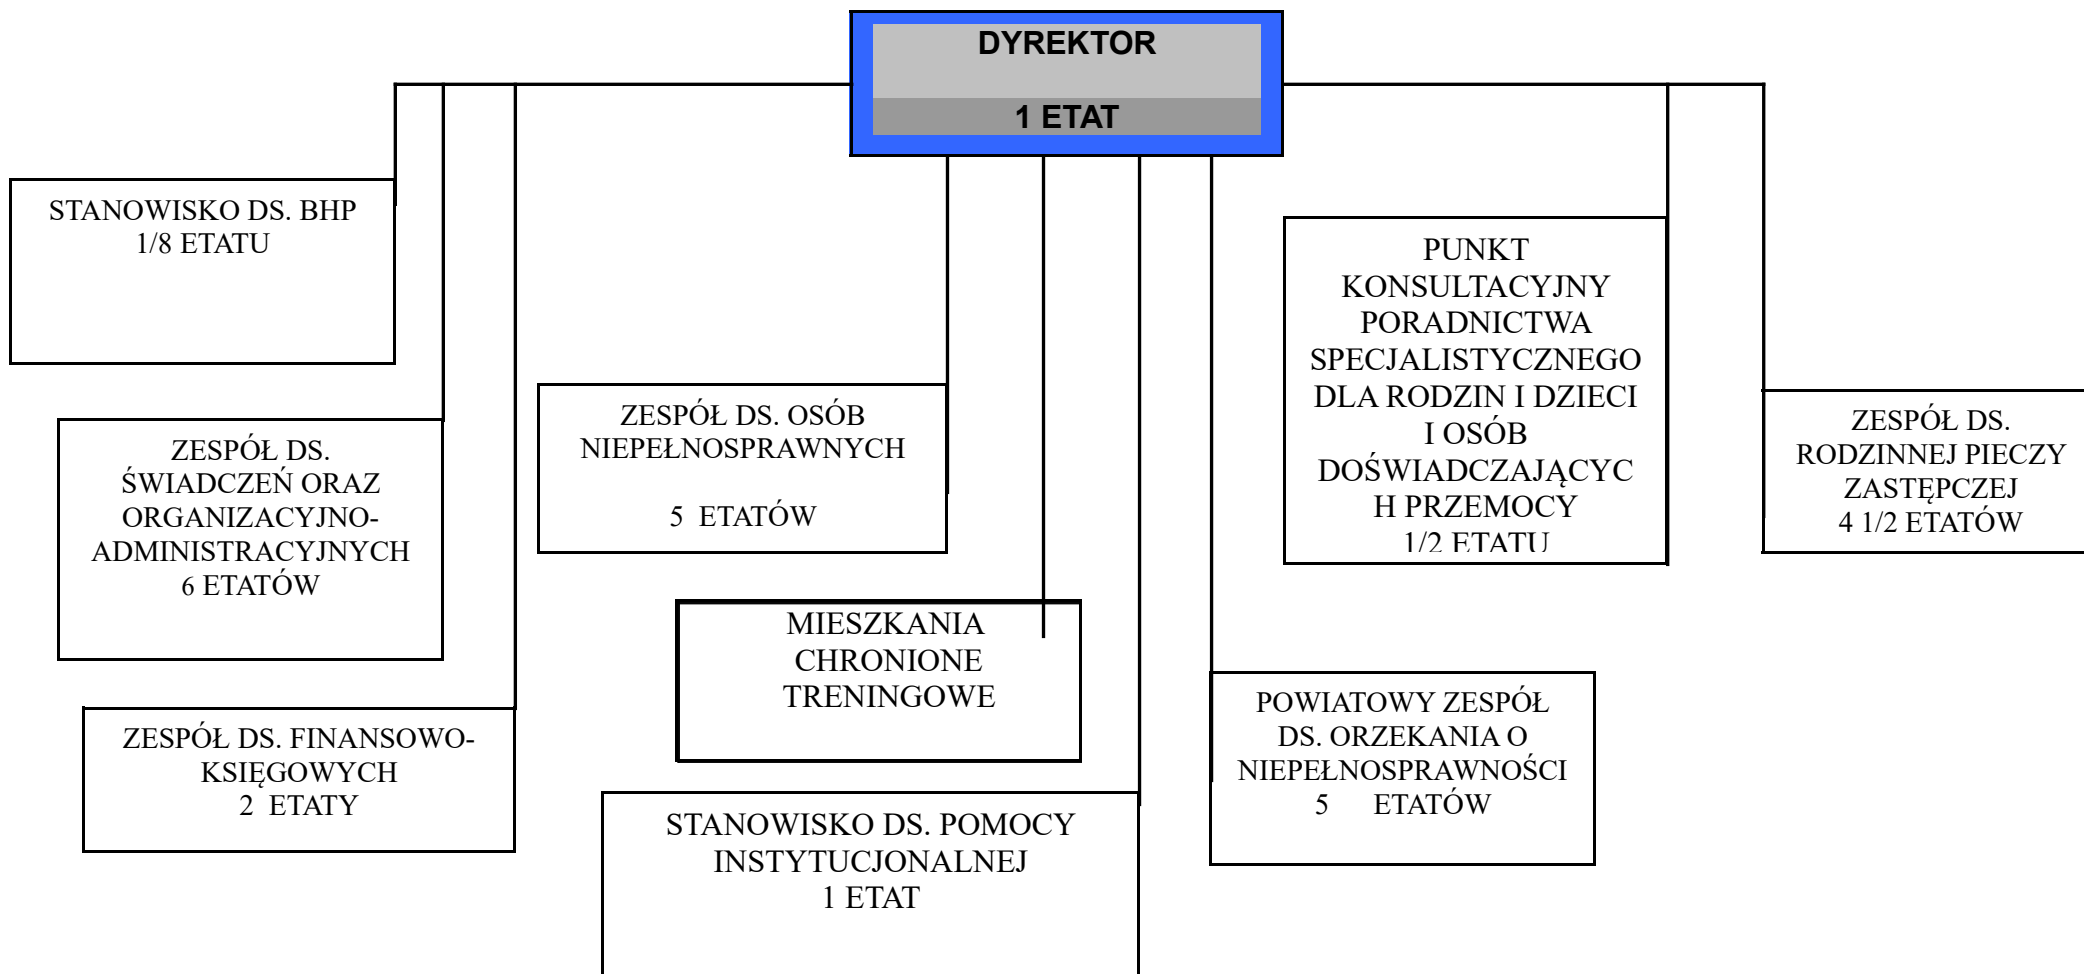 DYREKTOR
1 ETAT
STANOWISKO DS. BHP
1/8 ETATU
ZESPÓŁ DS.
ŚWIADCZEŃ ORAZ
ORGANIZACYJNO-
ADMINISTRACYJNYCH
6 ETATÓW
ZESPÓŁ DS. FINANSOWO-
KSIĘGOWYCH
2 ETATY
ZESPÓŁ DS. OSÓB
NIEPEŁNOSPRAWNYCH
5 ETATÓW
MIESZKANIA
CHRONIONE
TRENINGOWE
STANOWISKO DS. POMOCY
INSTYTUCJONALNEJ
1 ETAT
POWIATOWY ZESPÓŁ
DS. ORZEKANIA O
NIEPEŁNOSPRAWNOŚCI
5 ETATÓW
PUNKT
KONSULTACYJNY
PORADNICTWA
SPECJALISTYCZNEGO
DLA RODZIN I DZIECI
I OSÓB
DOŚWIADCZAJĄCYC
H PRZEMOCY
1/2 ETATU
ZESPÓŁ DS.
RODZINNEJ PIECZY
ZASTĘPCZEJ
4 1/2 ETATÓW